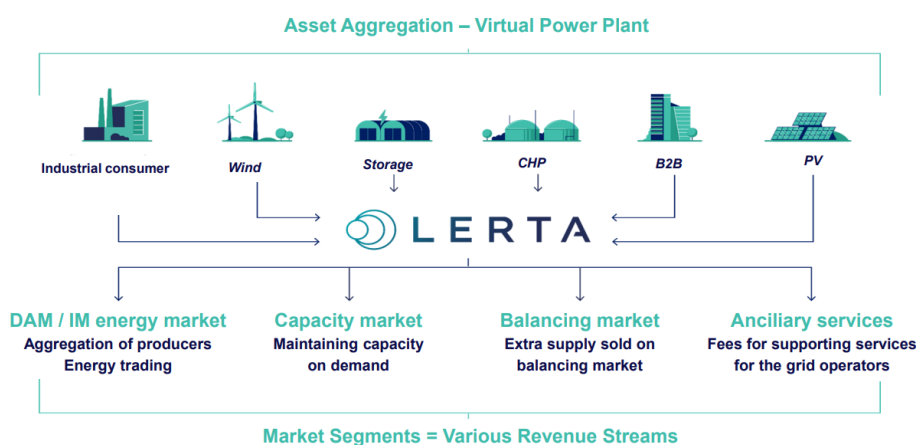 Asset Aggregation – Virtual Power Plant
Industrial consumer
Wind
Storage
CHP
B2B
PV
LERTA
DAM / IM energy market
Aggregation of producers
Energy trading
Capacity market
Maintaining capacity
on demand
Balancing market
Extra supply sold on
balancing market
Anciliary services
Fees for supporting services
for the grid operators
Market Segments = Various Revenue Streams